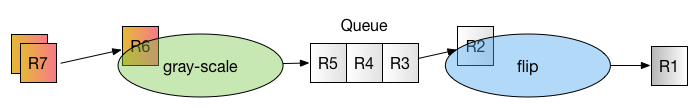 Queue
R7
R6
gray-scale
R5 R4 R3
R2
flip
R1